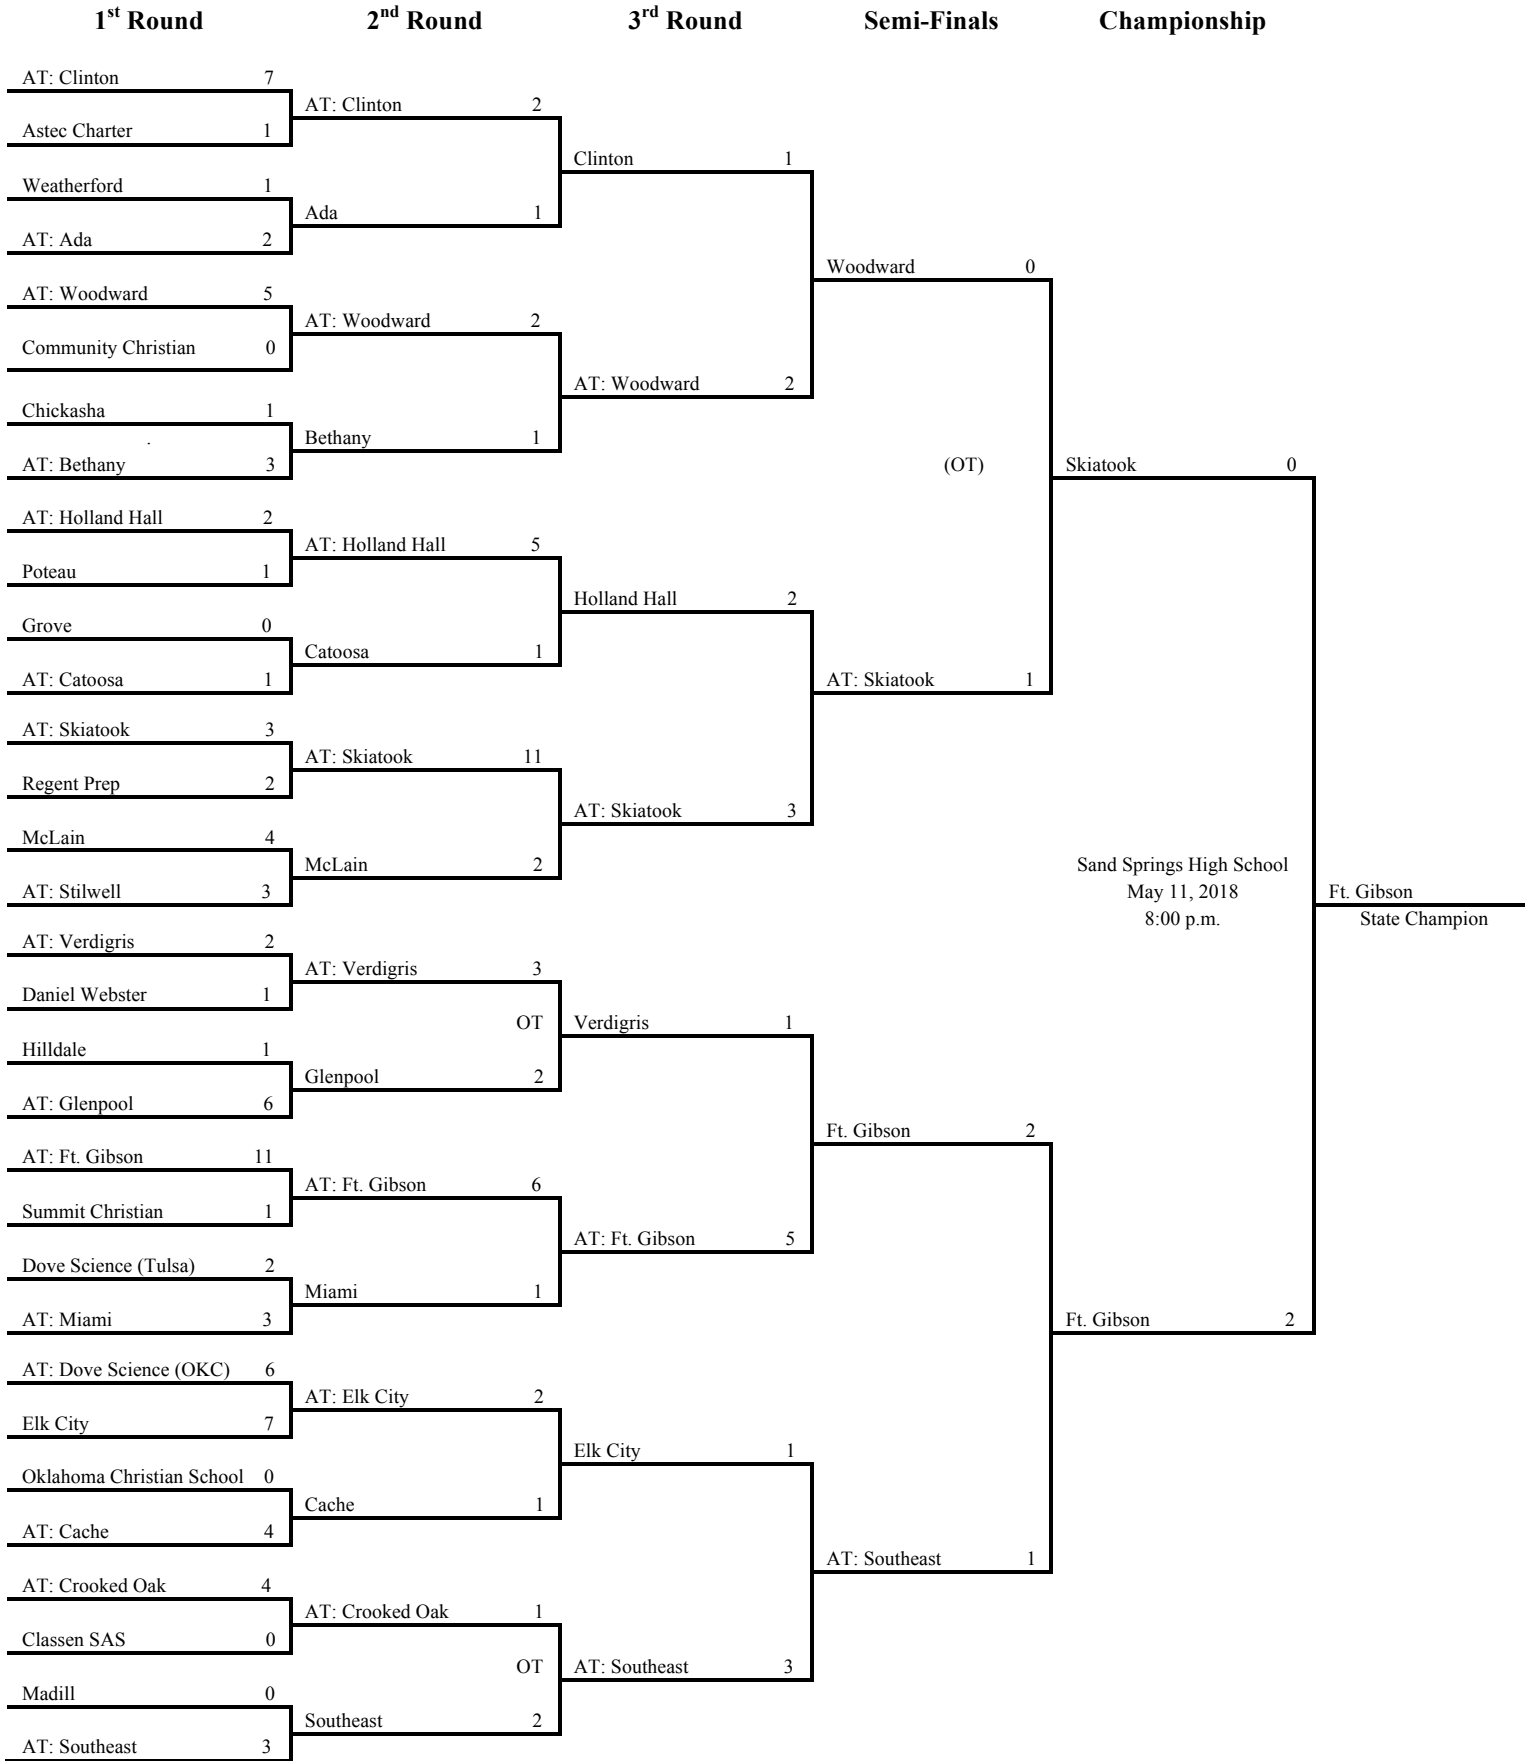 1st Round 2nd Round 3rd Round Semi-Finals Championship
AT: Clinton 7
AT: Clinton 2
Astec Charter 1
Clinton 1
Weatherford 1
Ada 1
AT: Ada 2
Woodward 0
AT: Woodward 5
AT: Woodward 2
Community Christian 0
AT: Woodward 2
Chickasha 1
Bethany 1
.
AT: Bethany 3
(OT)
Skiatook 0
AT: Holland Hall 2
AT: Holland Hall 5
Poteau 1
Holland Hall 2
Grove 0
Catoosa 1
AT: Catoosa 1
AT: Skiatook 1
AT: Skiatook 3
AT: Skiatook 11
Regent Prep 2
AT: Skiatook 3
McLain 4
McLain 2
AT: Stilwell 3
Sand Springs High School
May 11, 2018
8:00 p.m.
Ft. Gibson
State Champion
AT: Verdigris 2
AT: Verdigris 3
Daniel Webster 1
OT
Verdigris 1
Hilldale 1
Glenpool 2
AT: Glenpool 6
Ft. Gibson 2
AT: Ft. Gibson 11
AT: Ft. Gibson 6
Summit Christian 1
AT: Ft. Gibson 5
Dove Science (Tulsa) 2
Miami 1
AT: Miami 3
Ft. Gibson 2
AT: Dove Science (OKC) 6
AT: Elk City 2
Elk City 7
Elk City 1
Oklahoma Christian School 0
Cache 1
AT: Cache 4
AT: Southeast 1
AT: Crooked Oak 4
AT: Crooked Oak 1
Classen SAS 0
OT
AT: Southeast 3
Madill 0
Southeast 2
AT: Southeast 3